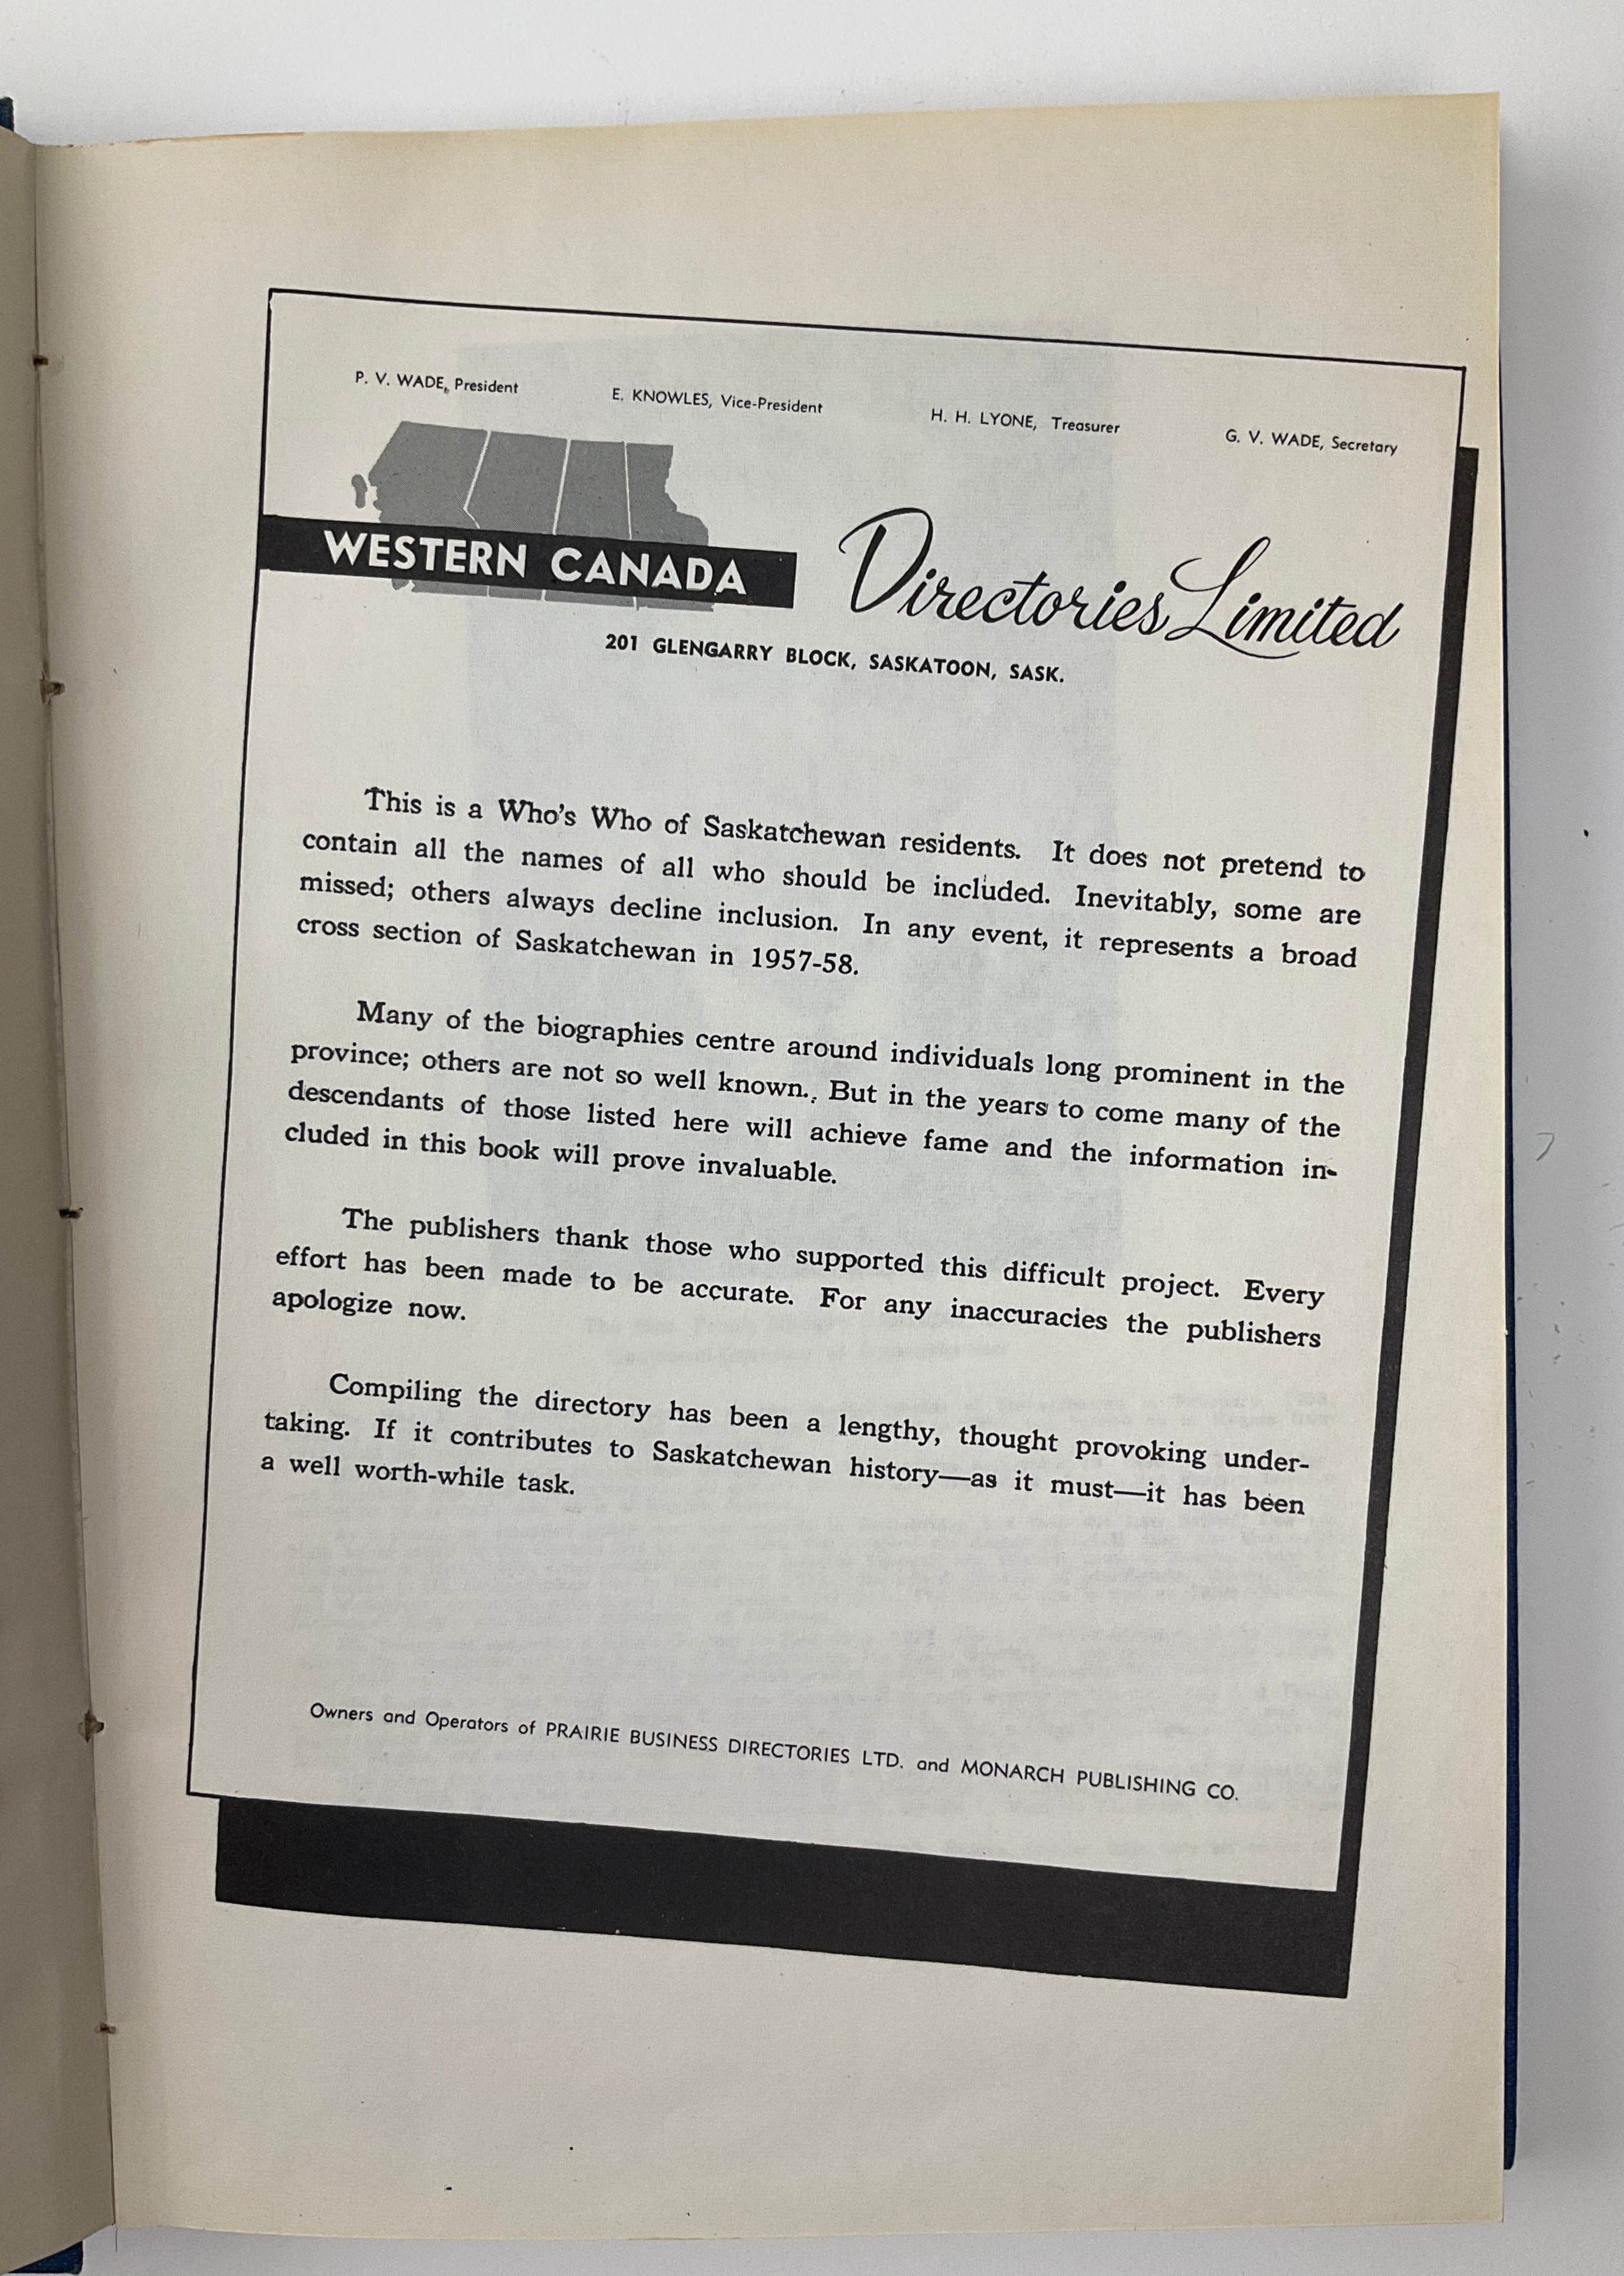 P. V. WADE, President
E. KNOWLES, Vice-President
H. H. LYONE, Treasurer
G. V. WADE, Secretary
WESTERN CANADA
Directories Limited
201 GLENGARRY BLOCK, SASKATOON, SASK.
This is a Who's Who of Saskatchewan residents. It does not pretend to
contain all the names of all who should be included. Inevitably, some are
missed; others always decline inclusion. In any event, it represents a broad
cross section of Saskatchewan in 1957-58.
Many of the biographies centre around individuals long prominent in the
province; others are not so well known. But in the years to come many of the
descendants of those listed here will achieve fame and the information in-
cluded in this book will prove invaluable.
The publishers thank those who supported this difficult project. Every
effort has been made to be accurate. For any inaccuracies the publishers
apologize now.
Compiling the directory has been a lengthy, thought provoking under-
taking. If it contributes to Saskatchewan history—as it must—it has been
a well worth-while task.
Owners and Operators of PRAIRIE BUSINESS DIRECTORIES LTD. and MONARCH PUBLISHING CO.